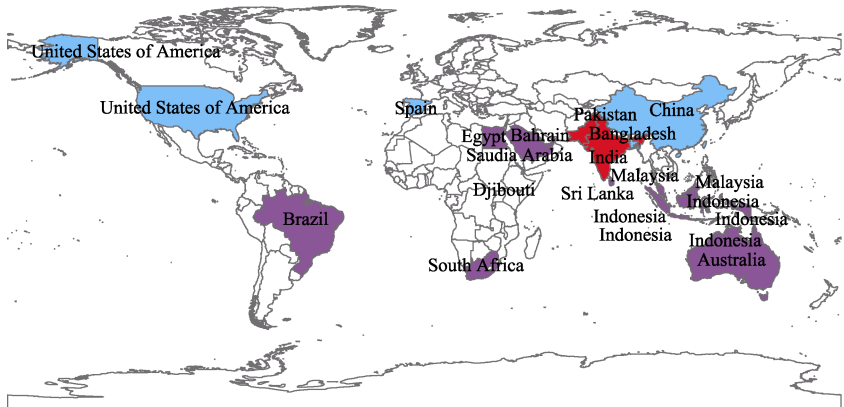 United States of America
United States of America
Spain
Pakistan
China
Egypt
Bahrain
Bangladesh
Saudia Arabia
India
Djibouti
Sri Lanka
Malaysia
Malaysia
Indonesia
Indonesia
Indonesia
Indonesia
Indonesia
Brazil
South Africa
Australia